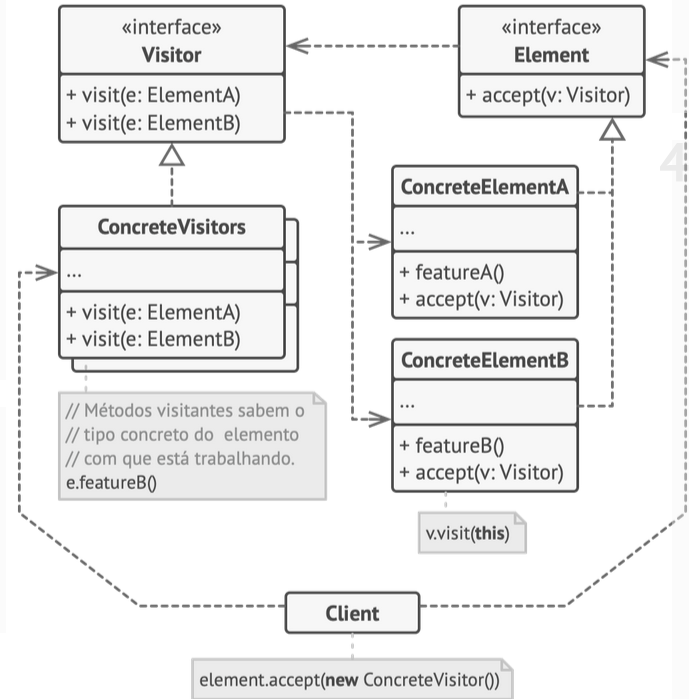 «interface»
Visitor
+ visit(e: ElementA)
+ visit(e: ElementB)
«interface»
Element
+ accept(v: Visitor)
4
ConcreteVisitors
...
+ visit(e: ElementA)
+ visit(e: ElementB)
ConcreteElementA
...
+ featureA()
+ accept(v: Visitor)
ConcreteElementB
...
+ featureB()
+ accept(v: Visitor)
// Métodos visitantes sabem o
// tipo concreto do elemento
// com que está trabalhando.
e.featureB()
v.visit(this)
Client
element.accept(new ConcreteVisitor())